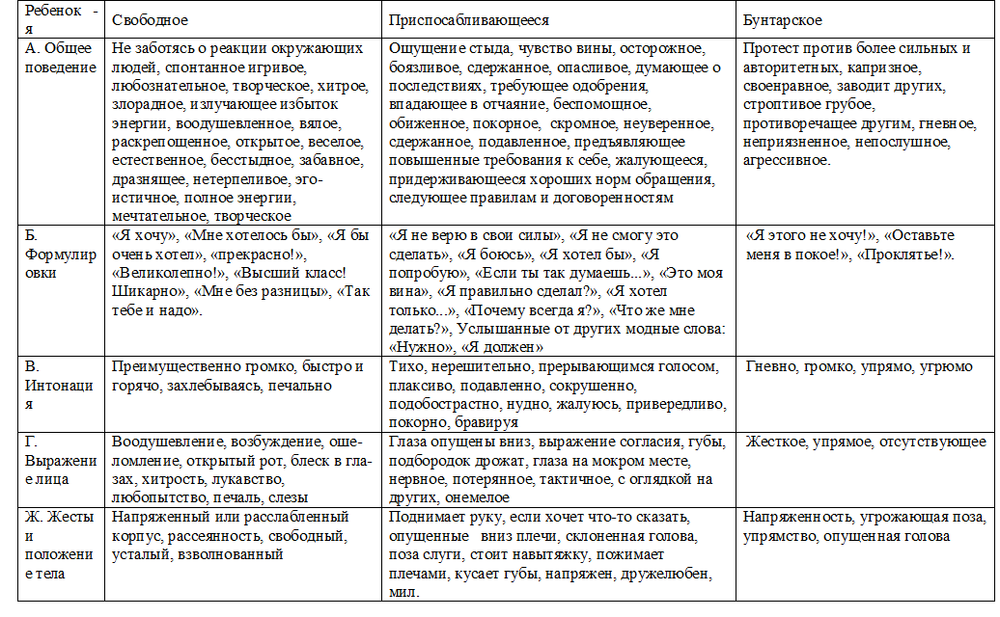 Ребенок - я
Свободное
Приспосабливающееся
Бунтарское
А. Общее
поведение
Не заботясь о реакции окружающих
людей, спонтанное игривое,
любознательное, творческое, хитрое,
злорадное, излучающее избыток
энергии, воодушевленное, вялое,
раскрепощенное, открытое, веселое,
естественное, бесстыдное, забавное,
дразнящее, нетерпеливое, эго-
истичное, полное энергии,
мечтательное, творческое
Ощущение стыда, чувство вины, осторожное,
боязливое, сдержанное, опасливое, думающее о
последствиях, требующее одобрения,
впадающее в отчаяние, беспомощное,
обиженное, покорное, скромное, неуверенное,
сдержанное, подавленное, предъявляющее
повышенные требования к себе, жалующееся,
придерживающееся хороших норм обращения,
следующее правилам и договоренностям
Протест против более сильных и
авторитетных, капризное,
своенравное, заводит других,
строптивое грубое,
противоречащее другим, гневное,
неприязненное, непослушное,
агрессивное.
Б.
Формулир
овки
«Я хочу», «Мне хотелось бы», «Я бы
очень хотел», «прекрасно!»,
«Великолепно!», «Высший класс!
Шикарно», «Мне без разницы», «Так
тебе и надо».
«Я не верю в свои силы», «Я не смогу это
сделать», «Я боюсь», «Я хотел бы», «Я
попробую», «Если ты так думаешь...», «Это моя
вина», «Я правильно сделал?», «Я хотел
только...», «Почему всегда я?», «Что же мне
делать?», Услышанные от других модные слова:
«Нужно», «Я должен»
«Я этого не хочу!», «Оставьте
меня в покое!», «Проклятье!».
В.
Интонаци
я
Преимущественно громко, быстро и
горячо, захлебываясь, печально
Тихо, нерешительно, прерывающимся голосом,
плаксиво, подавленно, сокрушенно,
подобострастно, нудно, жалуюсь, привередливо,
покорно, бравируя
Гневно, громко, упрямо, угрюмо
Г.
Выражени
е лица
Воодушевление, возбуждение, оше-
ломление, открытый рот, блеск в гла-
зах, хитрость, лукавство,
любопытство, печаль, слезы
Глаза опущены вниз, выражение согласия, губы,
подбородок дрожат, глаза на мокром месте,
нервное, потерянное, тактичное, с оглядкой на
других, онемелое
Жесткое, упрямое, отсутствующее
Ж. Жесты
и
положени
е тела
Напряженный или расслабленный
корпус, рассеянность, свободный,
усталый, взволнованный
Поднимает руку, если хочет что-то сказать,
опущенные вниз плечи, склоненная голова,
поза слуги, стоит навытяжку, пожимает
плечами, кусает губы, напряжен, дружелюбен,
мил.
Напряженность, угрожающая поза,
упрямство, опущенная голова